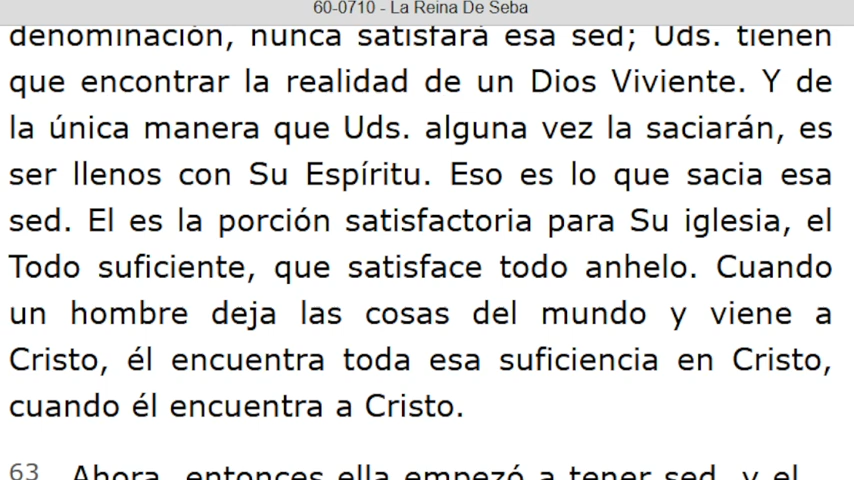 60-0710 - La Reina De Seba
denominación, nunca satisfará esa sed; Uds. tienen
que encontrar la realidad de un Dios Viviente. Y de
la única manera que Uds. alguna vez la saciarán, es
ser llenos con Su Espíritu. Eso es lo que sacia esa
sed. El es la porción satisfactoria para Su iglesia, el
Todo suficiente, que satisface todo anhelo. Cuando
un hombre deja las cosas del mundo y viene a
Cristo, él encuentra toda esa suficiencia en Cristo,
cuando él encuentra a Cristo.
63 Ahora, entonces ella empezó a tener sed, y el